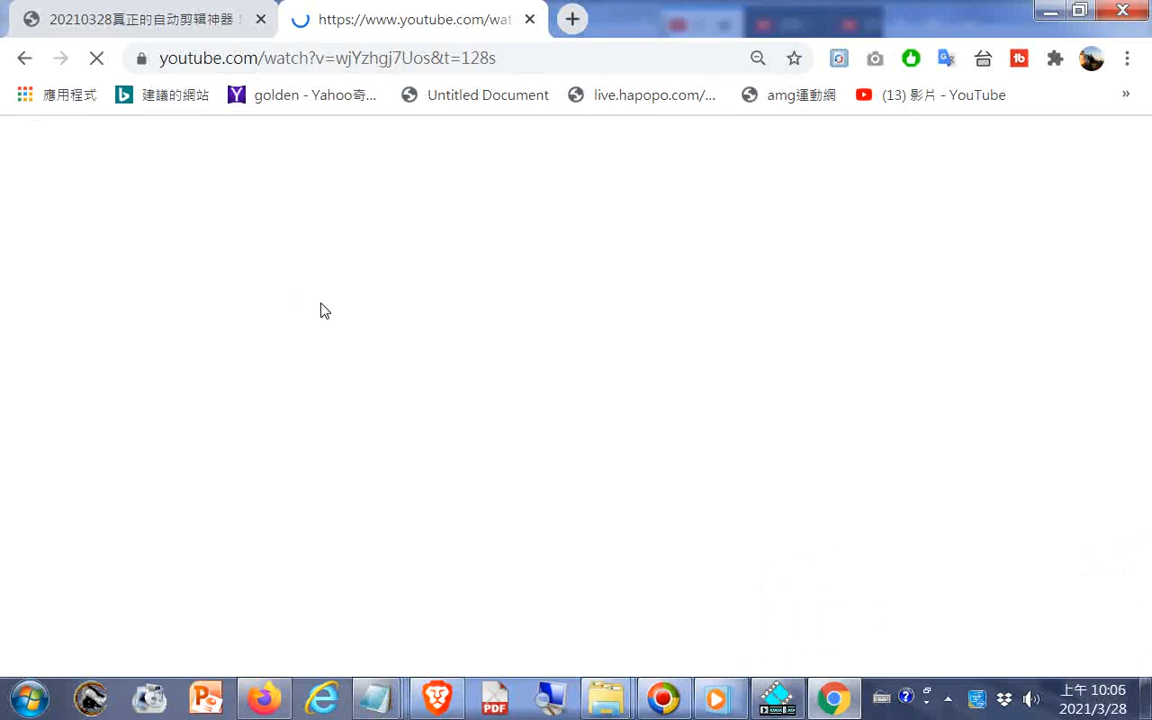 20210328真正的自动剪辑神器！
https://www.youtube.com/wat
youtube.com/watch?v=wjYzhgj7Uos&t=128s
應用程式 建議的網站 golden - Yahoo奇... Untitled Document live.hapopo.com/... amg運動網 (13) 影片 - YouTube »
上午 10:06
2021/3/28